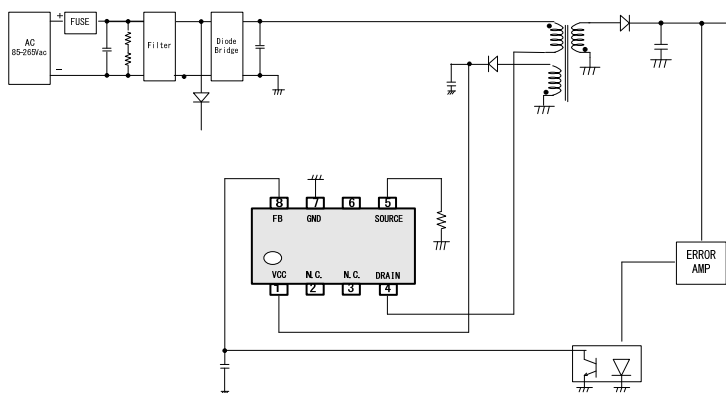 AC
85-265Vac
+
−
FUSE
Filter
Diode
Bridge
8
7
6
5
FB
GND
SOURCE
VCC
N.C.
N.C.
DRAIN
1
2
3
4
ERROR
AMP